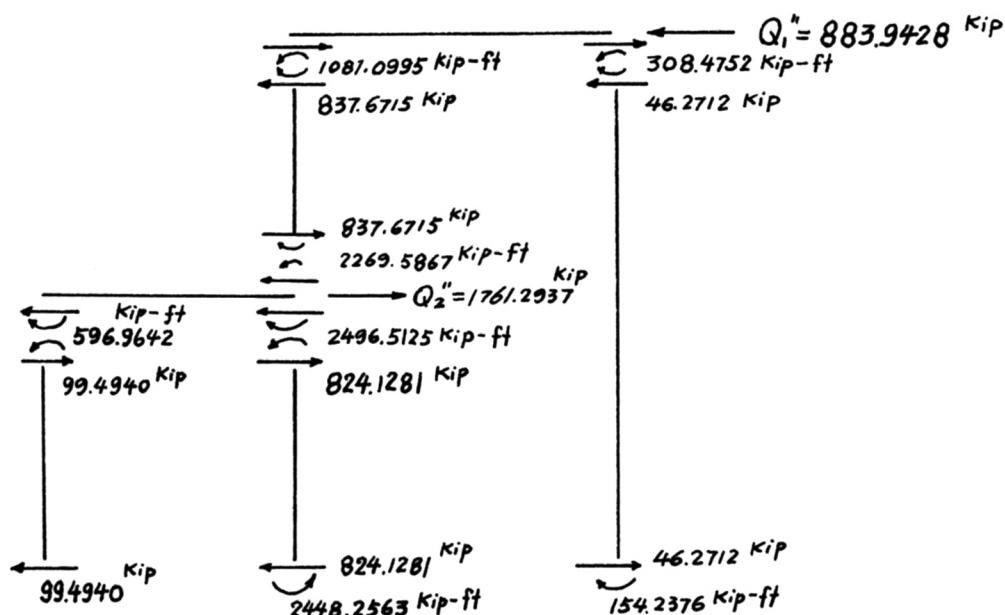 Q₁" = 883.9428 Kip
1081.0995 Kip-ft
308.4752 Kip-ft
837.6715 Kip
46.2712 Kip
837.6715 Kip
2269.5867 Kip-ft
Q₂" = 1761.2937 Kip
Kip-ft
596.9642
2496.5125 Kip-ft
99.4940 Kip
824.1281 Kip
99.4940 Kip
824.1281 Kip
46.2712 Kip
2448.2563 Kip-ft
154.2376 Kip-ft